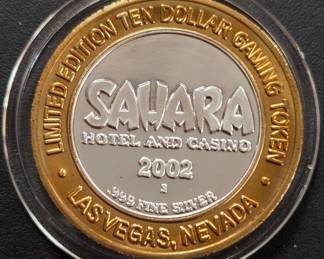 LIMITED EDITION TEN DOLLAR GAMING TOKEN
SAHARA
HOTEL AND CASINO
2002
S
.999 FINE SILVER
• LAS VEGAS, NEVADA •